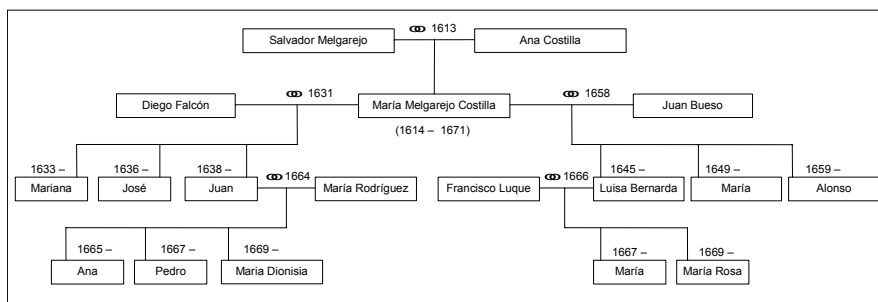 1613
Salvador Melgarejo
Ana Costilla
1631
1658
Diego Falcón
María Melgarejo Costilla
Juan Bueso
(1614 – 1671)
1633 –
1636 –
1638 –
1664
1666
1645 –
1649 –
1659 –
Mariana
José
Juan
María Rodríguez
Francisco Luque
Luisa Bernarda
María
Alonso
1665 –
1667 –
1669 –
1667 –
1669 –
Ana
Pedro
Maria Dionisia
María
María Rosa